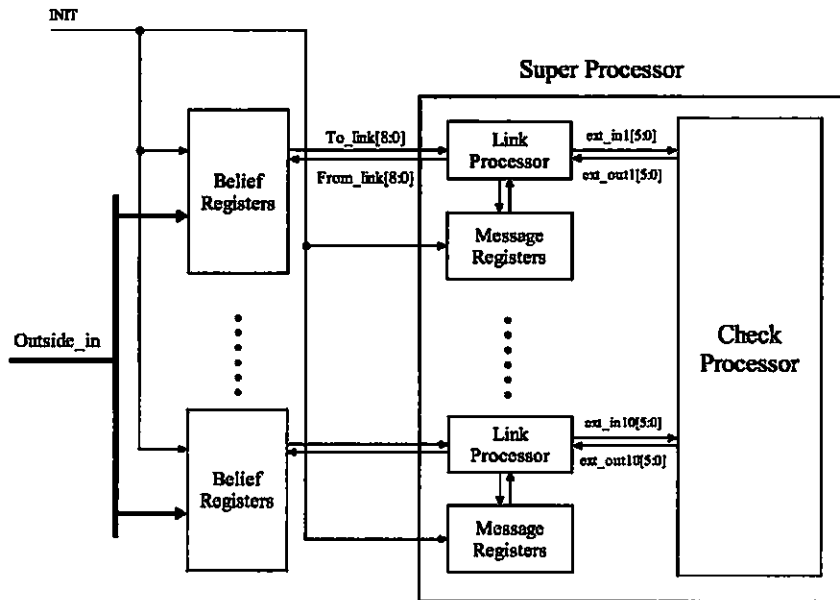 INIT
Super Processor
To_link[8:0]
From_link[8:0}
Belief
Registers
Link
Processor
ext_in1[5:0]
ext_out1[5:0]
Message
Registers
Outside_in
Check
Processor
Belief
Registers
Link
Processor
ext_in10[5:0]
ext_out10[5:0]
Message
Registers